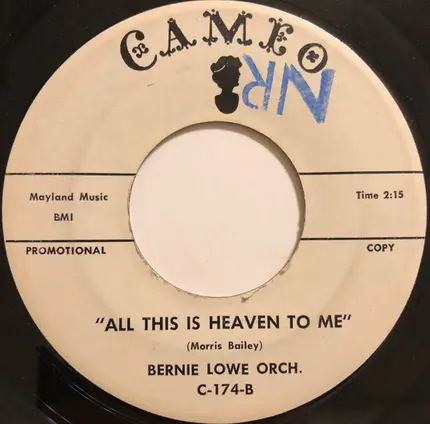 CAMEO
NR
Mayland Music
Time 2:15
BMI
PROMOTIONAL
COPY
"ALL THIS IS HEAVEN TO ME"
(Morris Bailey)
BERNIE LOWE ORCH.
C-174-B